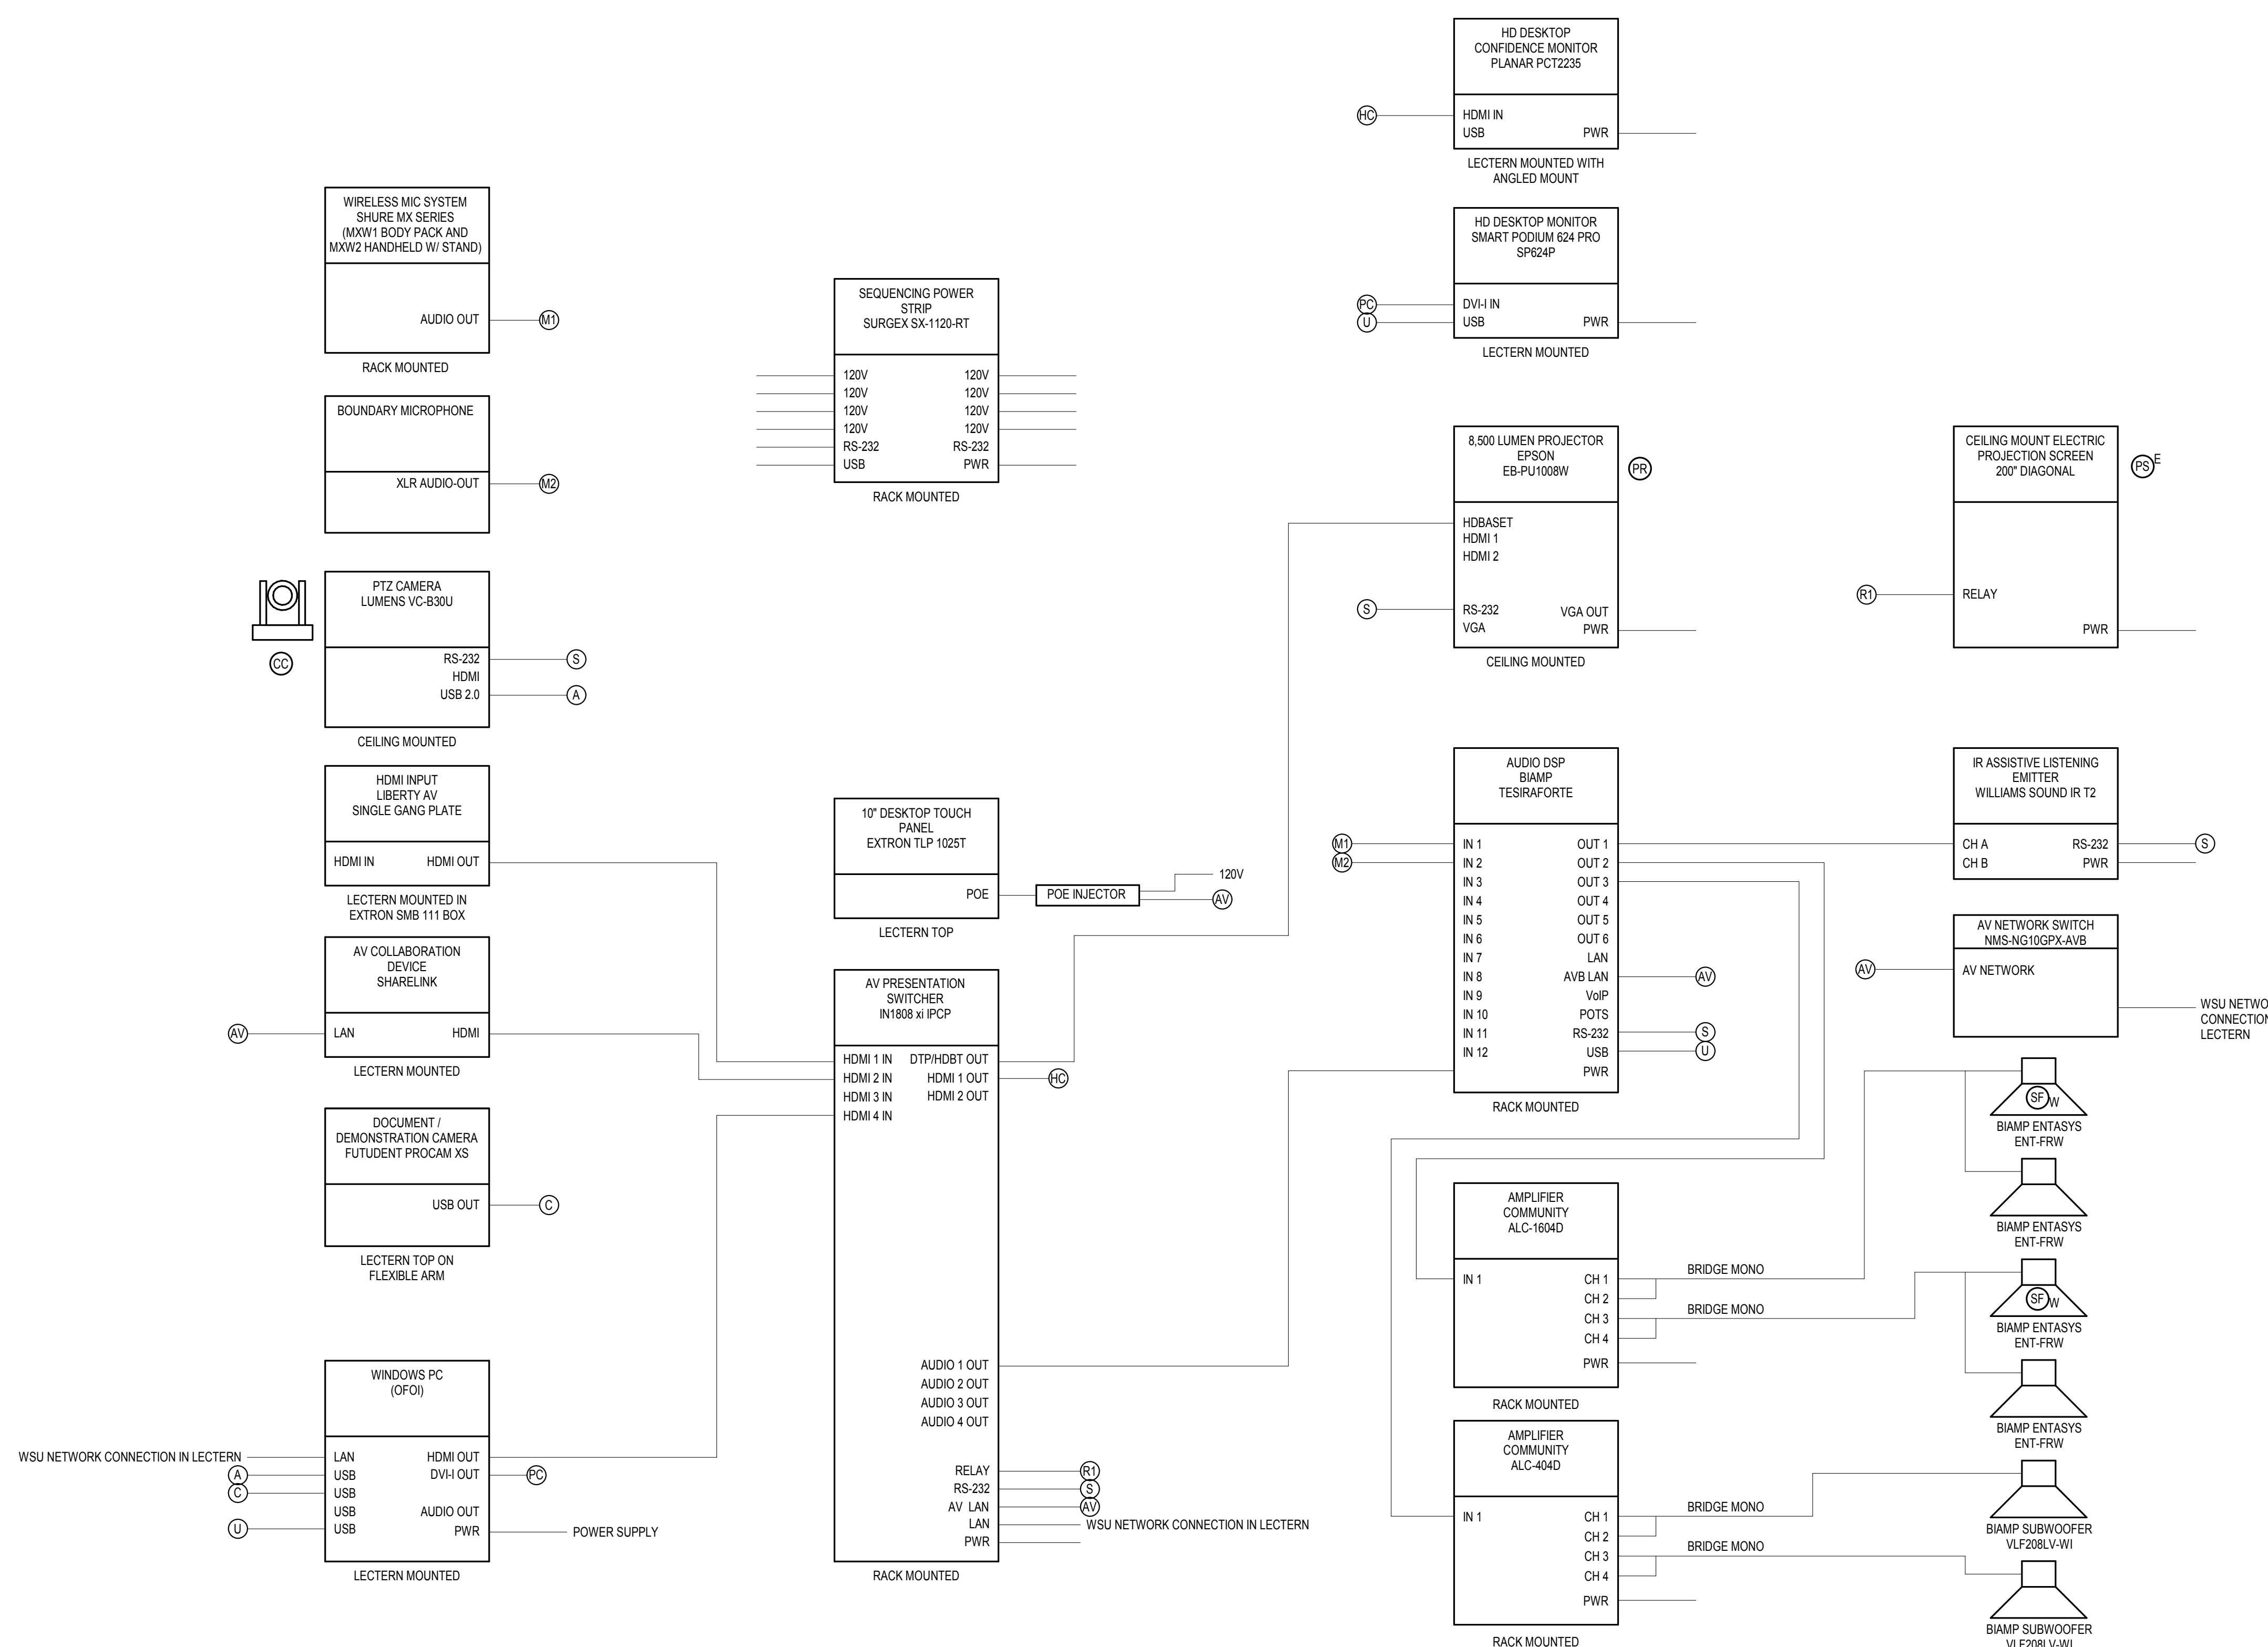 HD DESKTOP
CONFIDENCE MONITOR
PLANAR PCT2235
HC
HDMI IN
USB PWR
LECTERN MOUNTED WITH
ANGLED MOUNT
WIRELESS MIC SYSTEM
SHURE MX SERIES
(MXW1 BODY PACK AND
MXW2 HANDHELD W/ STAND)
AUDIO OUT M1
RACK MOUNTED
HD DESKTOP MONITOR
SMART PODIUM 624 PRO
SP624P
PC DVI-I IN
U USB PWR
LECTERN MOUNTED
SEQUENCING POWER
STRIP
SURGEX SX-1120-RT
120V 120V
120V 120V
120V 120V
120V 120V
RS-232 RS-232
USB PWR
RACK MOUNTED
BOUNDARY MICROPHONE
XLR AUDIO-OUT M2
8,500 LUMEN PROJECTOR
EPSON
EB-PU1008W
PR
HDBASET
HDMI 1
HDMI 2
S RS-232 VGA OUT
VGA PWR
CEILING MOUNTED
CEILING MOUNT ELECTRIC
PROJECTION SCREEN
200" DIAGONAL
PS E
R1 RELAY
PWR
PTZ CAMERA
LUMENS VC-B30U
CC
RS-232 S
HDMI
USB 2.0 A
CEILING MOUNTED
HDMI INPUT
LIBERTY AV
SINGLE GANG PLATE
HDMI IN HDMI OUT
LECTERN MOUNTED IN
EXTRON SMB 111 BOX
10" DESKTOP TOUCH
PANEL
EXTRON TLP 1025T
POE POE INJECTOR 120V
AV
LECTERN TOP
AUDIO DSP
BIAMP
TESIRAFORTE
M1 IN 1 OUT 1
M2 IN 2 OUT 2
IN 3 OUT 3
IN 4 OUT 4
IN 5 OUT 5
IN 6 OUT 6
IN 7 LAN
IN 8 AVB LAN AV
IN 9 VoIP
IN 10 POTS
IN 11 RS-232 S
IN 12 USB U
PWR
RACK MOUNTED
IR ASSISTIVE LISTENING
EMITTER
WILLIAMS SOUND IR T2
CH A RS-232 S
CH B PWR
AV NETWORK SWITCH
NMS-NG10GPX-AVB
AV AV NETWORK
WSU NETWO
CONNECTION
LECTERN
AV COLLABORATION
DEVICE
SHARELINK
AV LAN HDMI
LECTERN MOUNTED
DOCUMENT /
DEMONSTRATION CAMERA
FUTUDENT PROCAM XS
USB OUT C
LECTERN TOP ON
FLEXIBLE ARM
AV PRESENTATION
SWITCHER
IN1808 xi IPCP
HDMI 1 IN DTP/HDBT OUT
HDMI 2 IN HDMI 1 OUT HC
HDMI 3 IN HDMI 2 OUT
HDMI 4 IN
AUDIO 1 OUT
AUDIO 2 OUT
AUDIO 3 OUT
AUDIO 4 OUT
RELAY R1
RS-232 S
AV LAN AV
LAN WSU NETWORK CONNECTION IN LECTERN
PWR
RACK MOUNTED
WINDOWS PC
(OFOI)
WSU NETWORK CONNECTION IN LECTERN LAN HDMI OUT
A USB DVI-I OUT PC
C USB
USB AUDIO OUT
U USB PWR POWER SUPPLY
LECTERN MOUNTED
AMPLIFIER
COMMUNITY
ALC-1604D
IN 1 CH 1 BRIDGE MONO
CH 2
CH 3 BRIDGE MONO
CH 4
PWR
RACK MOUNTED
AMPLIFIER
COMMUNITY
ALC-404D
IN 1 CH 1 BRIDGE MONO
CH 2
CH 3 BRIDGE MONO
CH 4
PWR
RACK MOUNTED
SF W
BIAMP ENTASYS
ENT-FRW
BIAMP ENTASYS
ENT-FRW
SF W
BIAMP ENTASYS
ENT-FRW
BIAMP ENTASYS
ENT-FRW
BIAMP SUBWOOFER
VLF208LV-WI
BIAMP SUBWOOFER
VLF208LV-WI